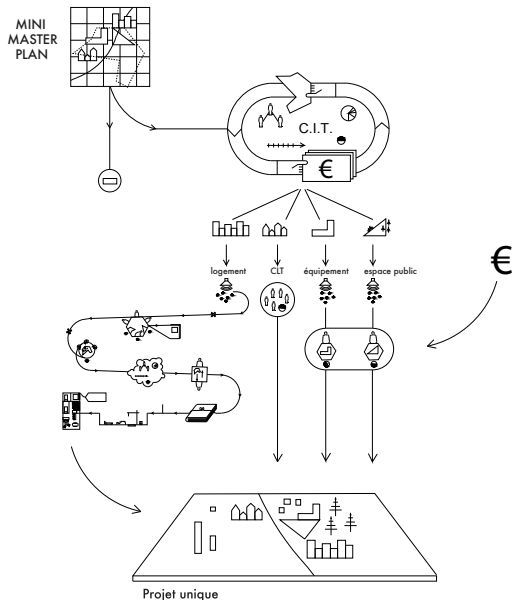 MINI
MASTER
PLAN
C.I.T.
€
logement CLT équipement espace public
€
Projet unique